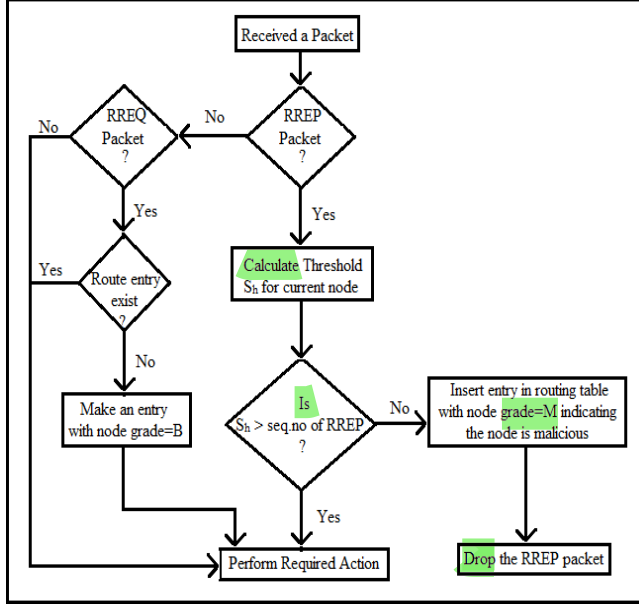 Received a Packet
RREP
Packet
?
No
RREQ
Packet
?
No
Yes
Yes
Calculate Threshold
Sh for current node
Route entry
exist
?
Yes
No
Make an entry
with node grade=B
Is
Sh > seq.no of RREP
?
No
Insert entry in routing table
with node grade=M indicating
the node is malicious
Yes
Perform Required Action
Drop the RREP packet